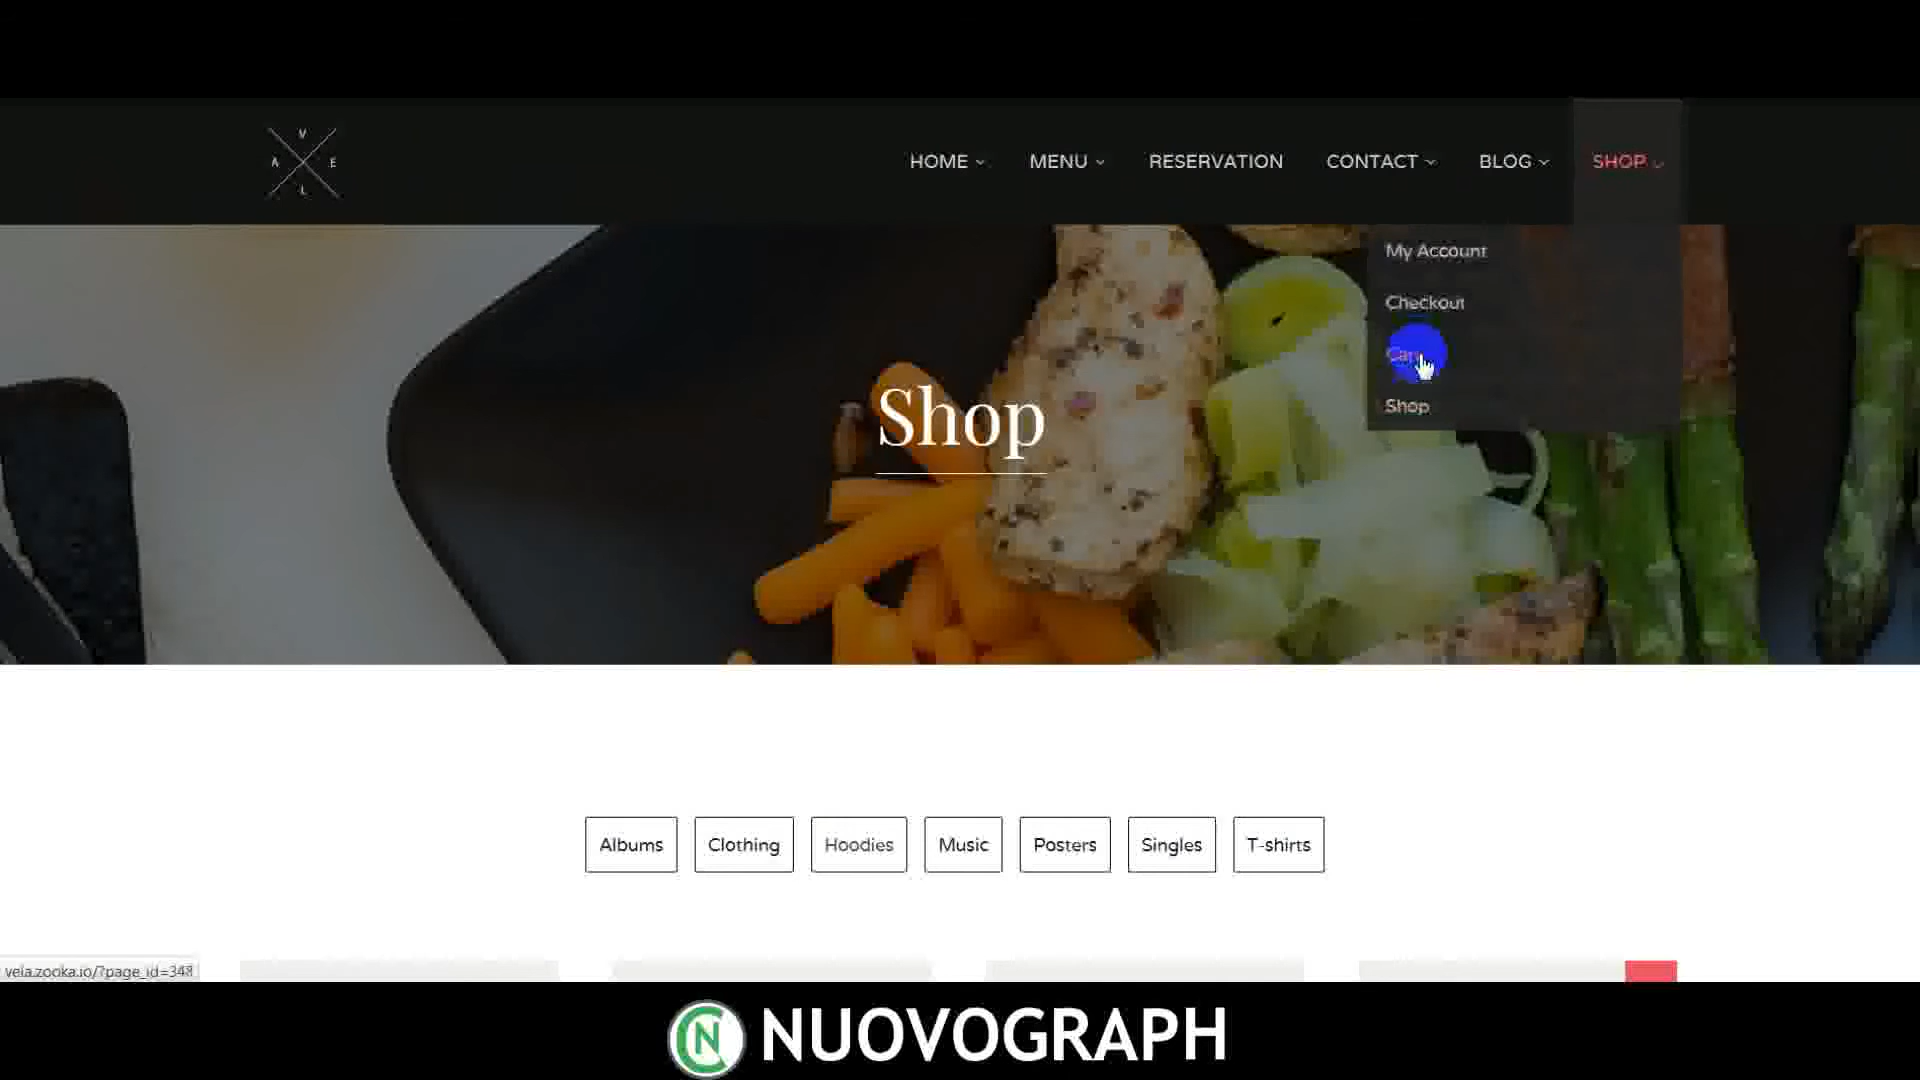 V
A E
L
HOME MENU RESERVATION CONTACT BLOG SHOP
My Account
Checkout
Shop
Shop
Albums Clothing Hoodies Music Posters Singles T-shirts
vela.zooka.io/?page_id=348
N NUOVOGRAPH